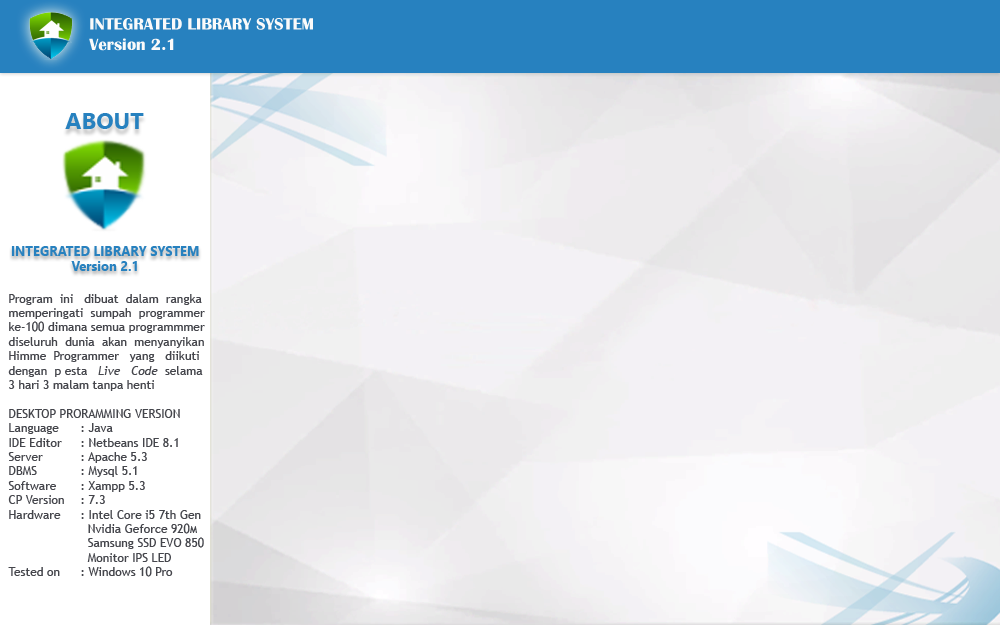 INTEGRATED LIBRARY SYSTEM
Version 2.1
ABOUT
INTEGRATED LIBRARY SYSTEM
Version 2.1
Program ini dibuat dalam rangka
memperingati sumpah programmer
ke-100 dimana semua programmmer
diseluruh dunia akan menyanyikan
Himme Programmer yang diikuti
dengan p esta Live Code selama
3 hari 3 malam tanpa henti
DESKTOP PRORAMMING VERSION
Language : Java
IDE Editor : Netbeans IDE 8.1
Server : Apache 5.3
DBMS : Mysql 5.1
Software : Xampp 5.3
CP Version : 7.3
Hardware : Intel Core i5 7th Gen
Nvidia Geforce 920M
Samsung SSD EVO 850
Monitor IPS LED
Tested on : Windows 10 Pro